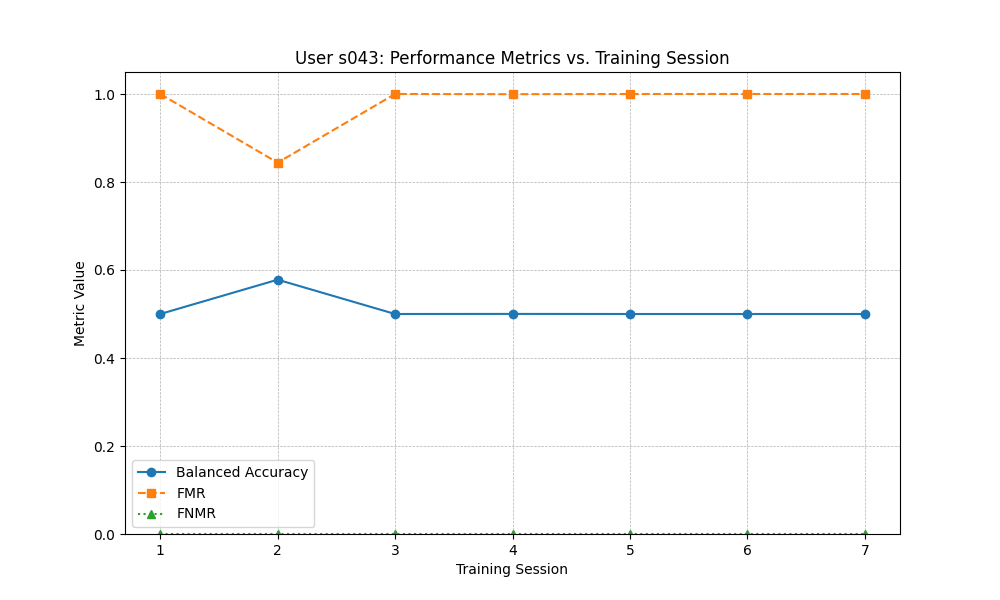 User s043: Performance Metrics vs. Training Session
Metric Value
1.0
0.8
0.6
0.4
0.2
0.0
Balanced Accuracy
FMR
FNMR
1 2 3 4 5 6 7
Training Session